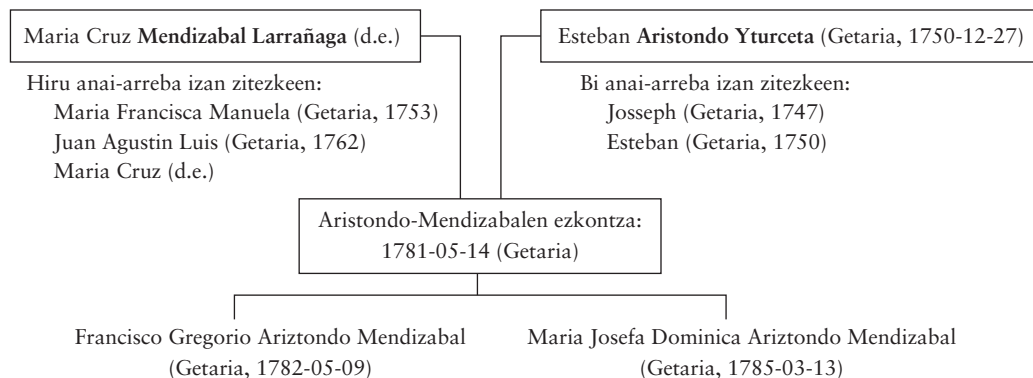 Maria Cruz Mendizabal Larrañaga (d.e.)
Hiru anai-arreba izan zitezkeen:
Maria Francisca Manuela (Getaria, 1753)
Juan Agustin Luis (Getaria, 1762)
Maria Cruz (d.e.)
Esteban Aristondo Yturceta (Getaria, 1750-12-27)
Bi anai-arreba izan zitezkeen:
Josseph (Getaria, 1747)
Esteban (Getaria, 1750)
Aristondo-Mendizabalen ezkontza:
1781-05-14 (Getaria)
Francisco Gregorio Ariztondo Mendizabal
(Getaria, 1782-05-09)
Maria Josefa Dominica Ariztondo Mendizabal
(Getaria, 1785-03-13)